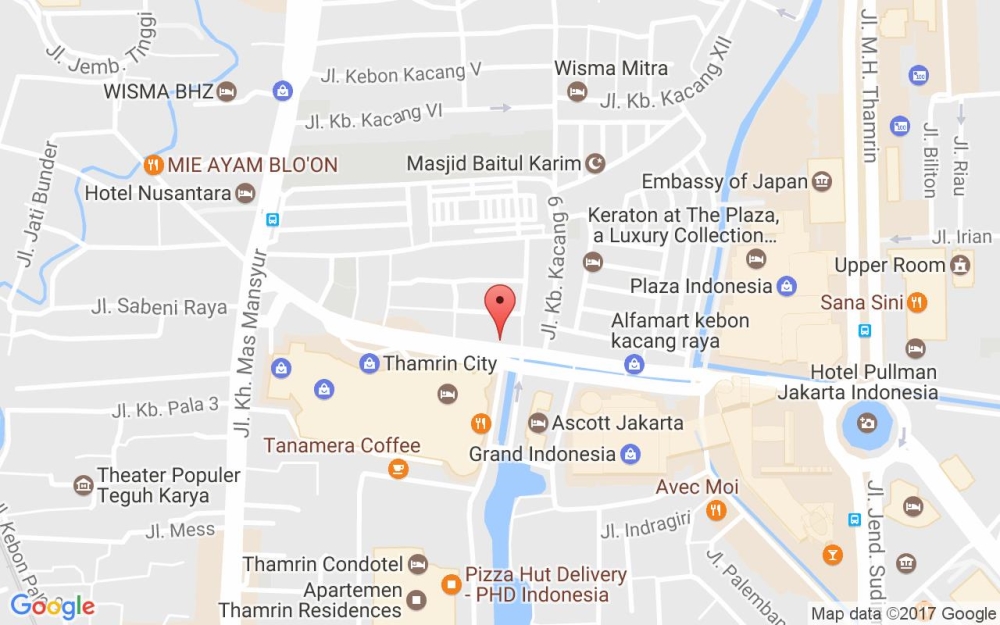 Jl. Jemb. Tinggi
Jl. Kebon Kacang V
Wisma Mitra
Jl. Kb. Kacang XII
Jl. M.H. Thamrin
WISMA BHZ
Jl. Kb. Kacang VI
Jl. Biliton
Jl. Riau
MIE AYAM BLO'ON
Masjid Baitul Karim
Hotel Nusantara
Embassy of Japan
Jl. Jati Bunder
Keraton at The Plaza,
a Luxury Collection...
Jl. Kb. Kacang 9
Jl. Irian
Upper Room
Plaza Indonesia
Jl. Sabeni Raya
Sana Sini
Alfamart kebon
kacang raya
Jl. Kh. Mas Mansyur
Thamrin City
Hotel Pullman
Jakarta Indonesia
Jl. Kb. Pala 3
Ascott Jakarta
Tanamera Coffee
Grand Indonesia
Theater Populer
Teguh Karya
Avec Moi
Jl. Mess
Jl. Indragiri
Jl. Jend. Sudi
Jl. Kebon Pala
Jl. Palemban
Thamrin Condotel
Pizza Hut Delivery
- PHD Indonesia
Apartemen
Thamrin Residences
Google
Map data ©2017 Google